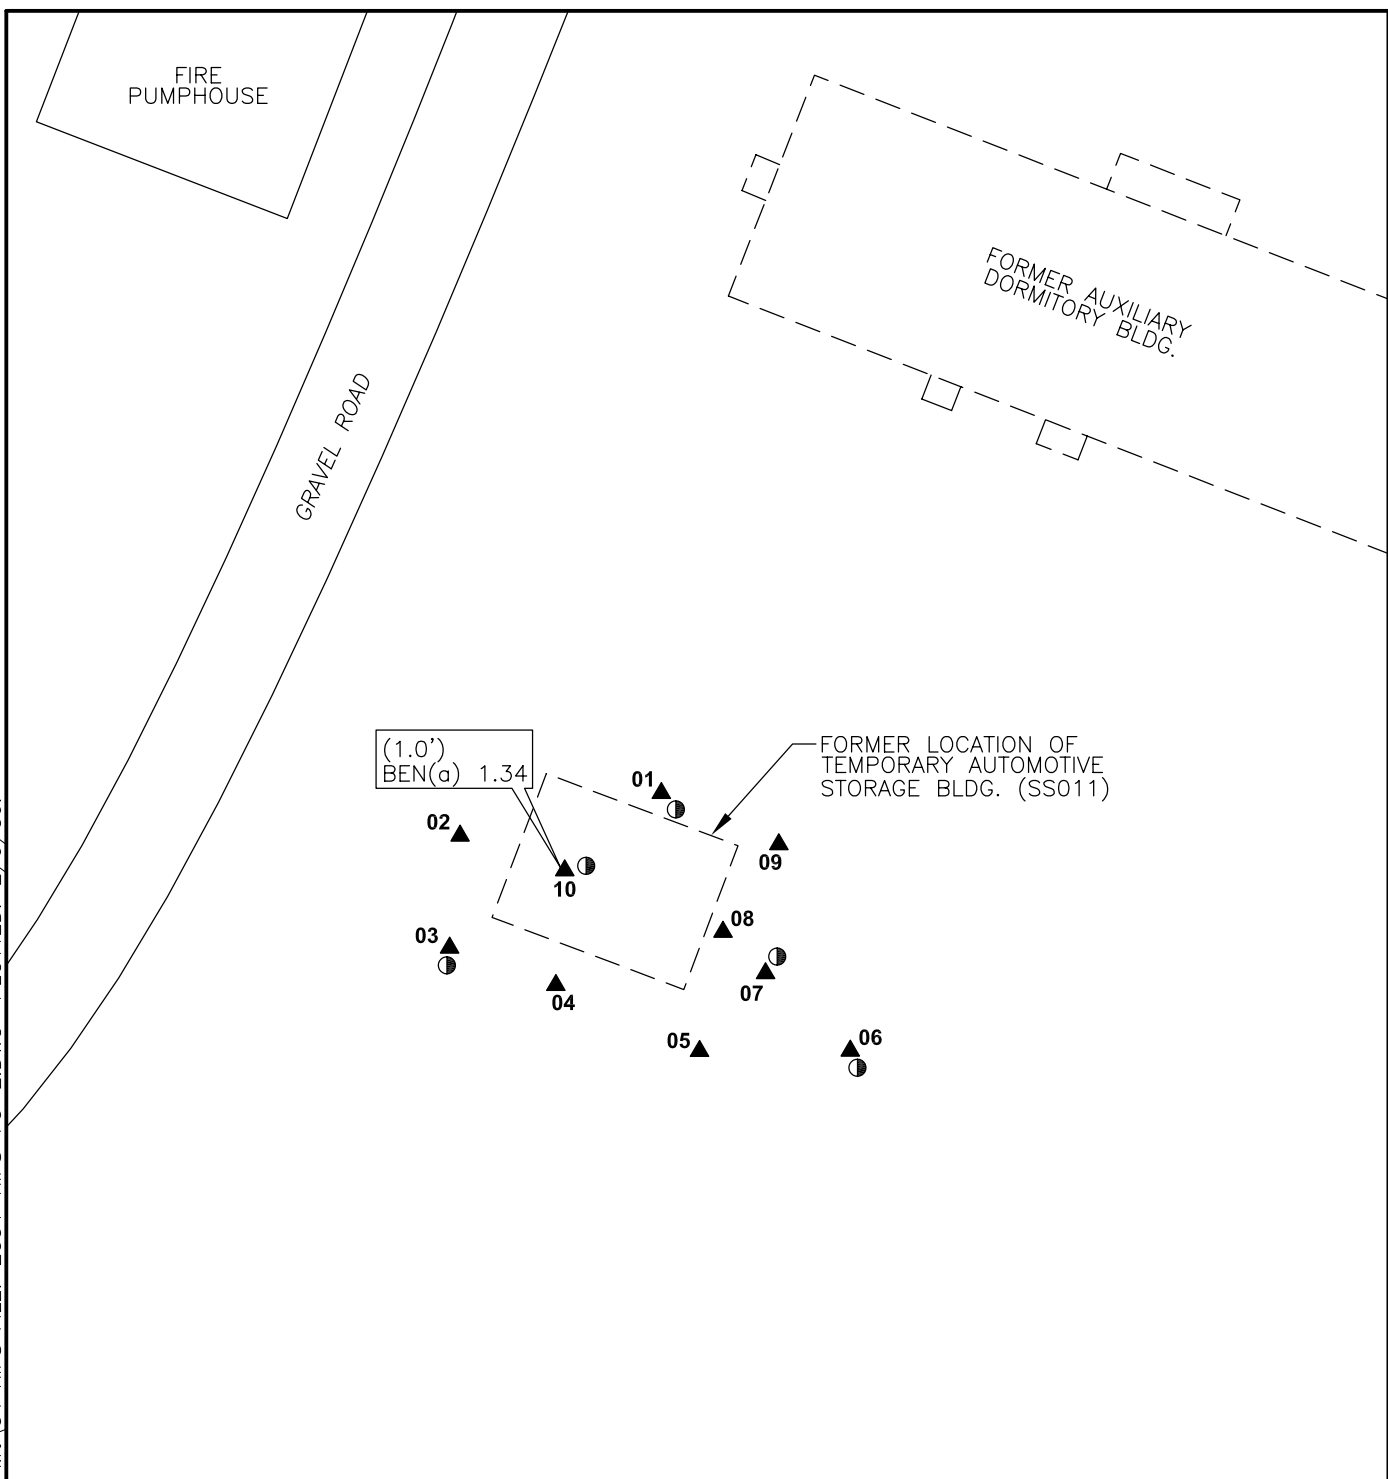 FIRE
PUMPHOUSE
FORMER AUXILIARY
DORMITORY BLDG.
GRAVEL ROAD
(1.0')
BEN(a) 1.34
FORMER LOCATION OF
TEMPORARY AUTOMOTIVE
STORAGE BLDG. (SS011)
01
02
09
10
08
03
07
04
05
06